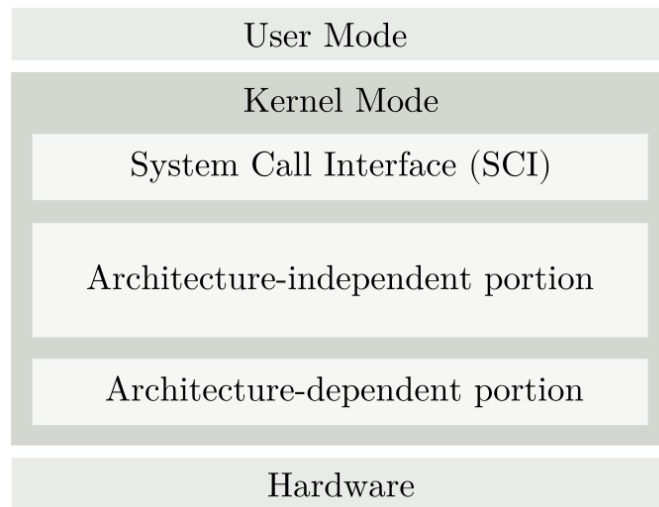 User Mode
Kernel Mode
System Call Interface (SCI)
Architecture-independent portion
Architecture-dependent portion
Hardware